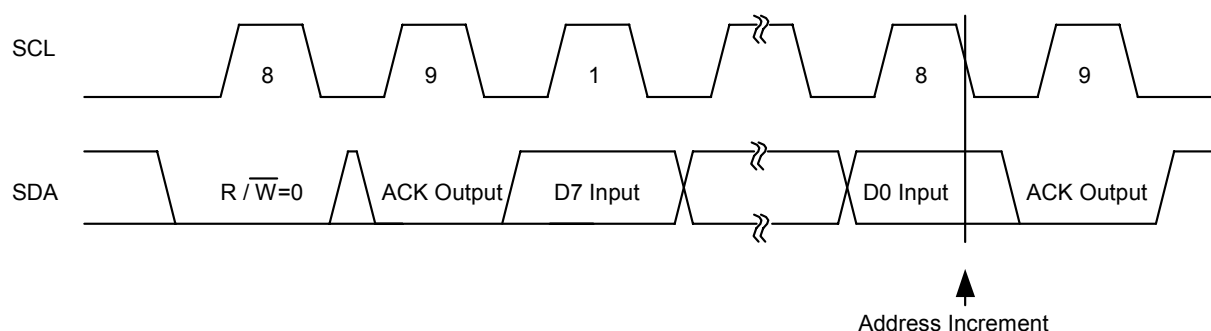 SCL
8 9 1 8 9
SDA
R / W̅=0 ACK Output D7 Input D0 Input ACK Output
Address Increment